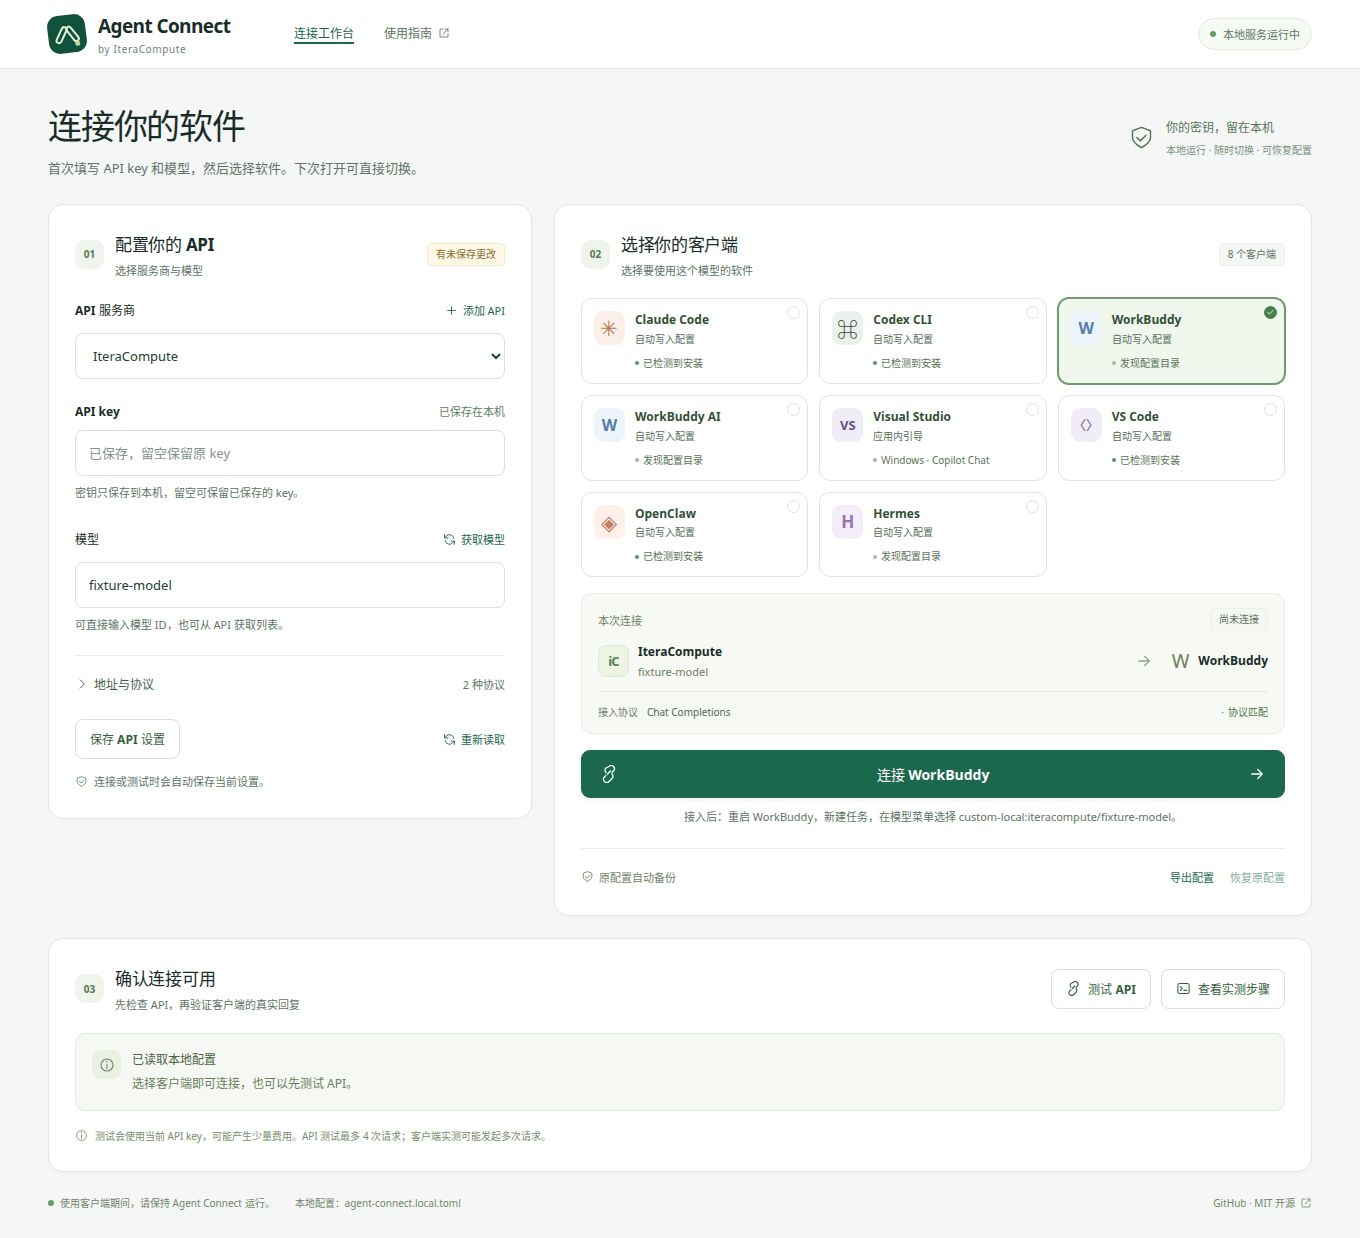 Agent Connect
by IteraCompute
连接工作台
使用指南
本地服务运行中
连接你的软件
首次填写 API key 和模型，然后选择软件。下次打开可直接切换。
你的密钥，留在本机
本地运行 · 随时切换 · 可恢复配置
01
配置你的 API
选择服务商与模型
有未保存更改
API 服务商
添加 API
IteraCompute
API key
已保存在本机
已保存，留空保留原 key
密钥只保存到本机，留空可保留已保存的 key。
模型
获取模型
fixture-model
可直接输入模型 ID，也可从 API 获取列表。
地址与协议
2 种协议
保存 API 设置
重新读取
连接或测试时会自动保存当前设置。
02
选择你的客户端
选择要使用这个模型的软件
8 个客户端
Claude Code
自动写入配置
已检测到安装
Codex CLI
自动写入配置
已检测到安装
W
WorkBuddy
自动写入配置
发现配置目录
W
WorkBuddy AI
自动写入配置
发现配置目录
VS
Visual Studio
应用内引导
Windows · Copilot Chat
VS Code
自动写入配置
已检测到安装
OpenClaw
自动写入配置
已检测到安装
H
Hermes
自动写入配置
发现配置目录
本次连接
尚未连接
iC
IteraCompute
fixture-model
W
WorkBuddy
接入协议 Chat Completions
· 协议匹配
连接 WorkBuddy
接入后：重启 WorkBuddy，新建任务，在模型菜单选择 custom-local:iteracompute/fixture-model。
原配置自动备份
导出配置
恢复原配置
03
确认连接可用
先检查 API，再验证客户端的真实回复
测试 API
查看实测步骤
已读取本地配置
选择客户端即可连接，也可以先测试 API。
测试会使用当前 API key，可能产生少量费用。API 测试最多 4 次请求；客户端实测可能发起多次请求。
使用客户端期间，请保持 Agent Connect 运行。
本地配置：agent-connect.local.toml
GitHub · MIT 开源